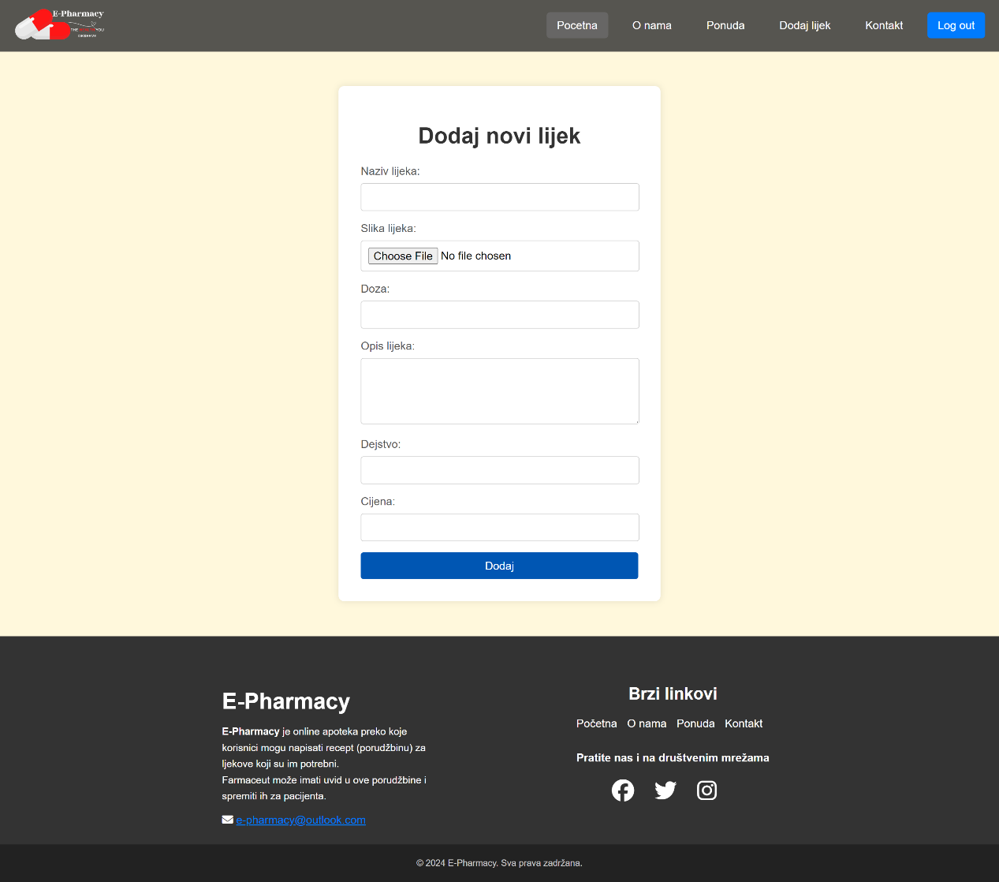 E-Pharmacy
THE YOU
DESERVE
Pocetna O nama Ponuda Dodaj lijek Kontakt Log out
Dodaj novi lijek
Naziv lijeka:
Slika lijeka:
Choose File No file chosen
Doza:
Opis lijeka:
Dejstvo:
Cijena:
Dodaj
E-Pharmacy
E-Pharmacy je online apoteka preko koje
korisnici mogu napisati recept (porudžbinu) za
ljekove koji su im potrebni.
Farmaceut može imati uvid u ove porudžbine i
spremiti ih za pacijenta.
e-pharmacy@outlook.com
Brzi linkovi
Početna O nama Ponuda Kontakt
Pratite nas i na društvenim mrežama
© 2024 E-Pharmacy. Sva prava zadržana.